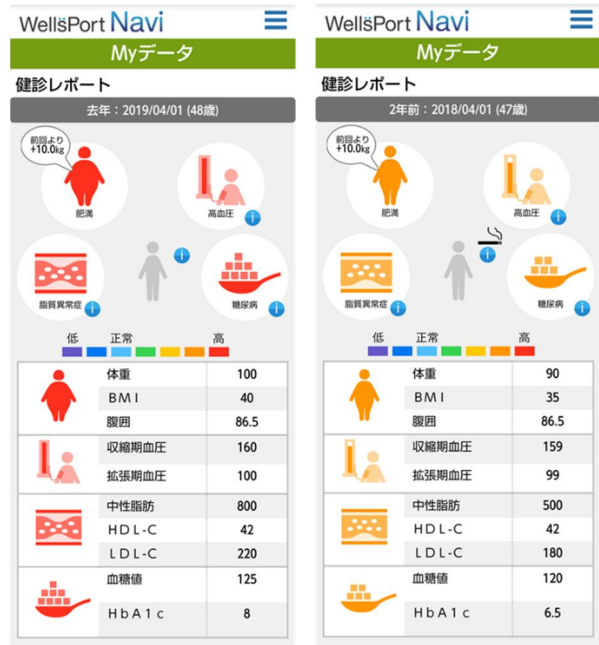 WellsPort Navi
Myデータ
健診レポート
去年：2019/04/01 (48歳)
前回より
+10.0kg
肥満
高血圧
i
i
脂質異常症
i
糖尿病
i
低 正常 高
体重 100
BMI 40
腹囲 86.5
収縮期血圧 160
拡張期血圧 100
中性脂肪 800
HDL-C 42
LDL-C 220
血糖値 125
HbA1c 8
WellsPort Navi
Myデータ
健診レポート
2年前：2018/04/01 (47歳)
前回より
+10.0kg
肥満
高血圧
i
i
脂質異常症
i
糖尿病
i
低 正常 高
体重 90
BMI 35
腹囲 86.5
収縮期血圧 159
拡張期血圧 99
中性脂肪 500
HDL-C 42
LDL-C 180
血糖値 120
HbA1c 6.5